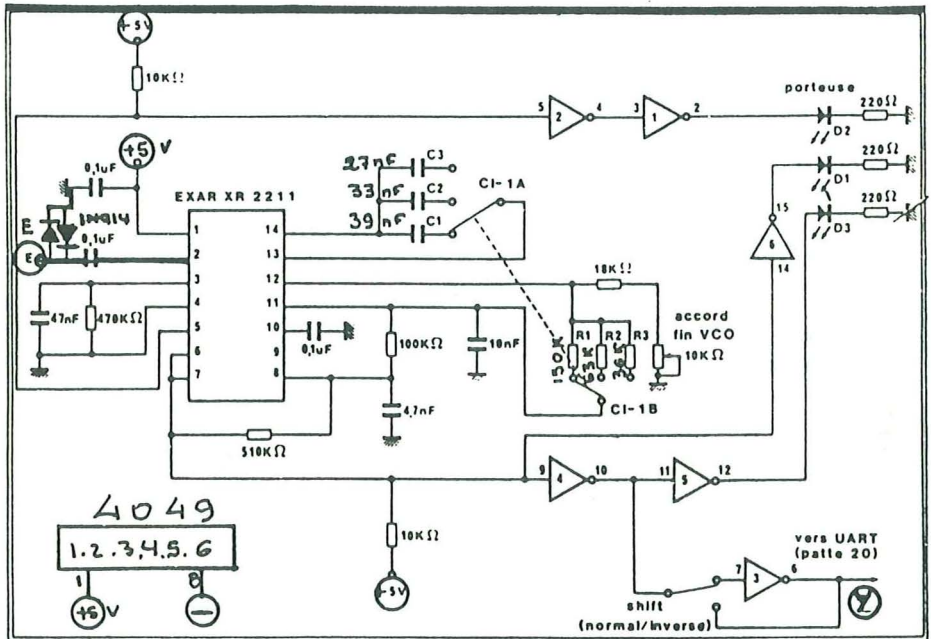 +5V
10KΩ
5 2 4
3 1 2
porteuse
220Ω
D2
+5 V
0,1uF
27nF C3
33nF C2
39nF C1
CI-1A
EXAR XR 2211
1N914
E
0,1uF
E
1 14
2 13
3 12
4 11
5 10
6 9
7 8
47nF
470KΩ
0,1uF
100KΩ
10nF
4,7nF
510KΩ
18KΩ
R1 R2 R3
150K
36K
accord
fin VCO
10KΩ
CI-1B
15
6
14
220Ω
D1
220Ω
D3
9 4 10
11 5 12
10KΩ
+5V
4049
1.2.3.4.5.6
1 8
+5V
−
vers UART
(patte 20)
7 3 6
shift
(normal/inverse)